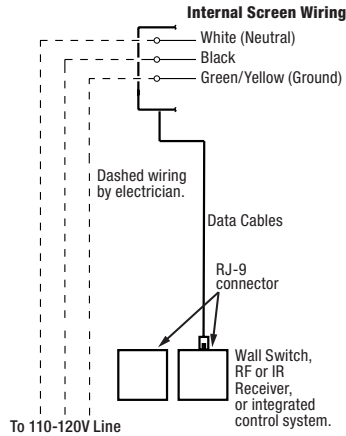 Internal Screen Wiring
White (Neutral)
Black
Green/Yellow (Ground)
Dashed wiring
by electrician.
Data Cables
RJ-9
connector
Wall Switch,
RF or IR
Receiver,
or integrated
control system.
To 110-120V Line